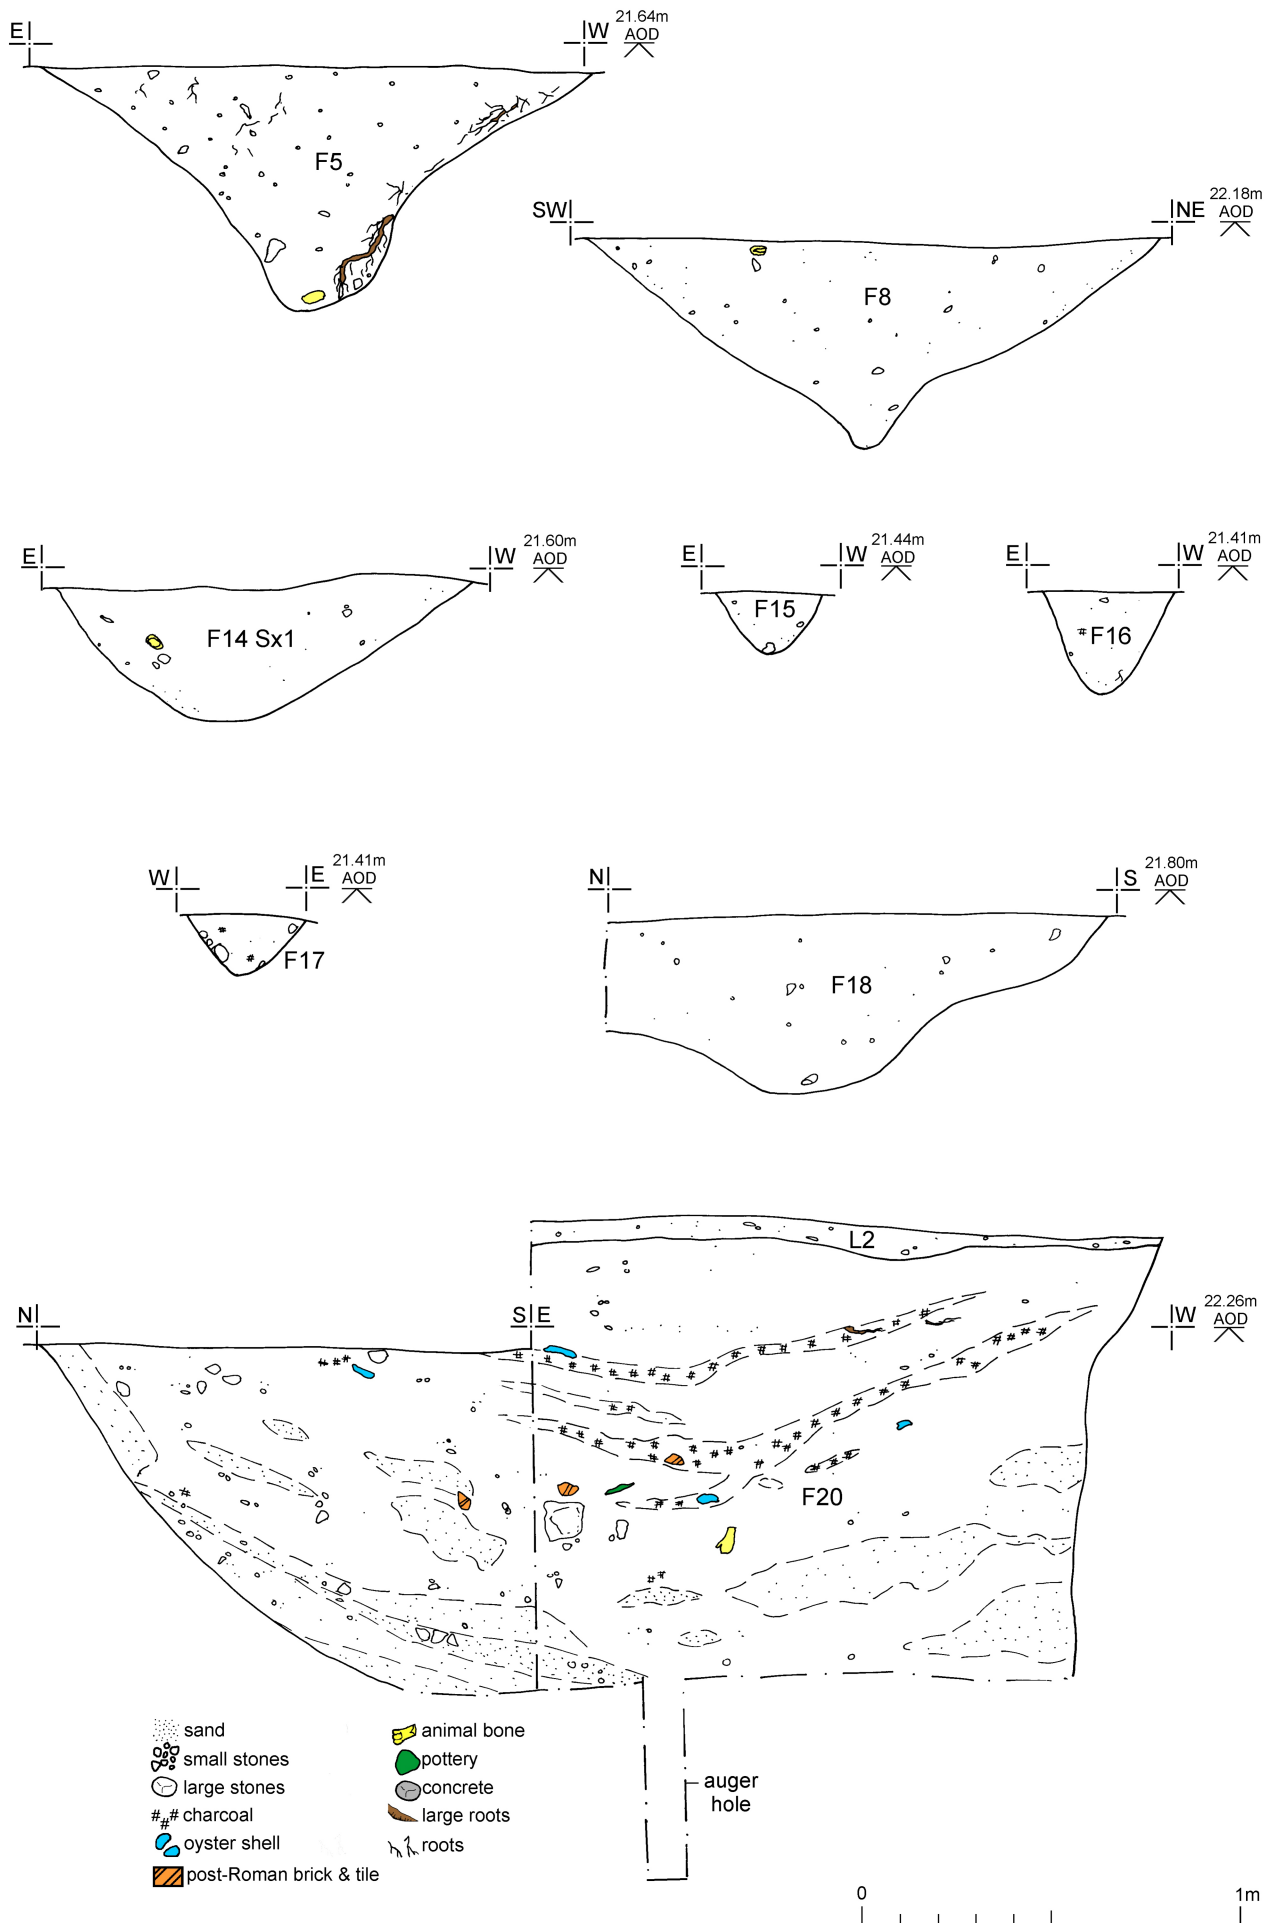 E
W
21.64m
AOD
F5
SW
NE
22.18m
AOD
F8
E
W
21.60m
AOD
F14 Sx1
E
W
21.44m
AOD
F15
E
W
21.41m
AOD
F16
W
E
21.41m
AOD
F17
N
S
21.80m
AOD
F18
L2
N
S
E
W
22.26m
AOD
F20
sand
small stones
large stones
charcoal
oyster shell
post-Roman brick & tile
animal bone
pottery
concrete
large roots
roots
auger
hole
0
1m